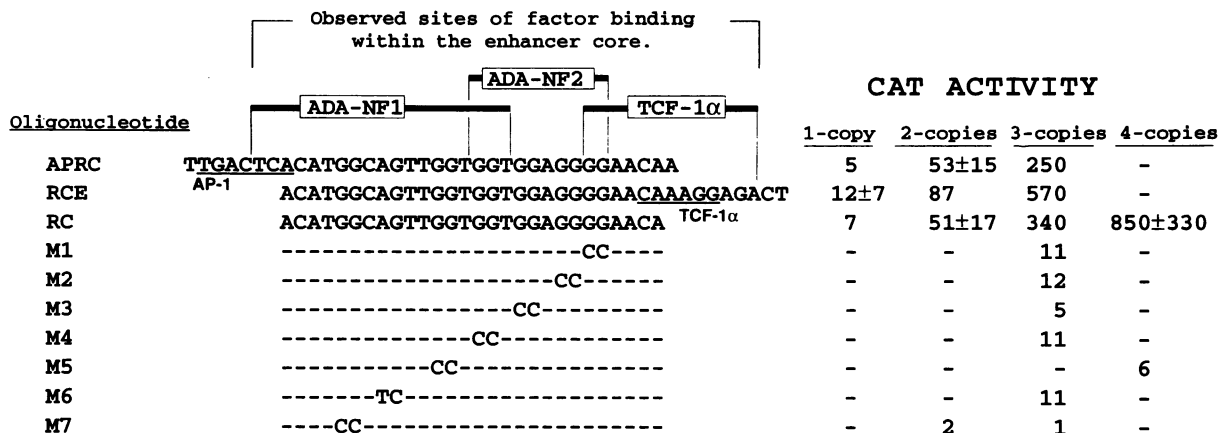 Observed sites of factor binding
within the enhancer core.
ADA-NF2
CAT ACTIVITY
ADA-NF1 TCF-1α
Oligonucleotide 1-copy 2-copies 3-copies 4-copies
APRC TTGACTCACATGGCAGTTGGTGGTGGAGGGGAACAA 5 53±15 250 -
AP-1
RCE ACATGGCAGTTGGTGGTGGAGGGGAACAAAGGAGACT 12±7 87 570 -
TCF-1α
RC ACATGGCAGTTGGTGGTGGAGGGGAACA 7 51±17 340 850±330
M1 ----------------------CC---- - - 11 -
M2 --------------------CC------ - - 12 -
M3 -----------------CC--------- - - 5 -
M4 --------------CC------------ - - 11 -
M5 -----------CC--------------- - - - 6
M6 -------TC------------------- - - 11 -
M7 ----CC---------------------- - 2 1 -